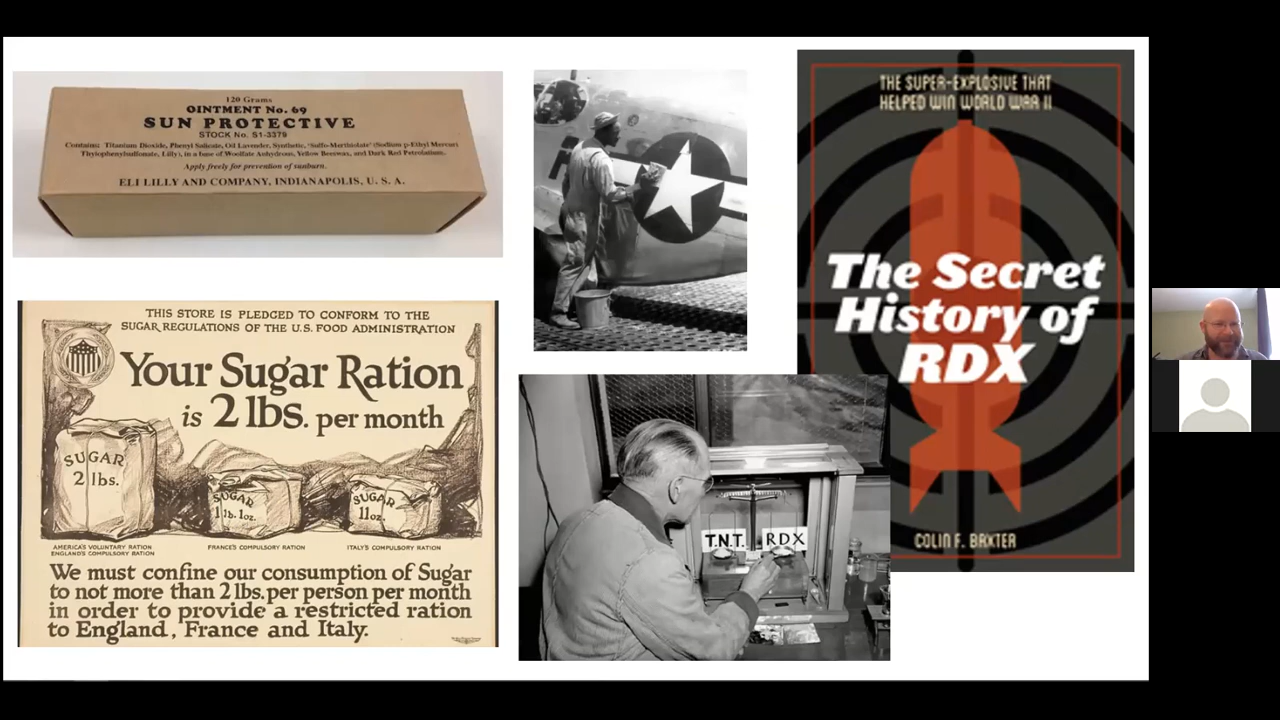 120 Grams
OINTMENT No. 69
SUN PROTECTIVE
STOCK No. S1-3379
Contains: Titanium Dioxide, Phenyl Salicate, Oil Lavender, Synthetic, 'Sulfo-Merthiolate' (Sodium p-Ethyl Mercuri
Thylophenylsulfonate, Lilly), in a base of Woolfate Anhydrous, Yellow Beeswax, and Dark Red Petrolatum.
Apply freely for prevention of sunburn.
ELI LILLY AND COMPANY, INDIANAPOLIS, U. S. A.
THIS STORE IS PLEDGED TO CONFORM TO THE
SUGAR REGULATIONS OF THE U.S. FOOD ADMINISTRATION
Your Sugar Ration
is 2 lbs. per month
SUGAR
2 lbs.
SUGAR
1 lb. 1oz.
SUGAR
11oz.
AMERICA'S VOLUNTARY RATION
ENGLAND'S COMPULSORY RATION
FRANCE'S COMPULSORY RATION
ITALY'S COMPULSORY RATION
We must confine our consumption of Sugar
to not more than 2 lbs. per person per month
in order to provide a restricted ration
to England, France and Italy.
T.N.T.
RDX
THE SUPER-EXPLOSIVE THAT
HELPED WIN WORLD WAR II
The Secret
History of
RDX
COLIN F. BAXTER